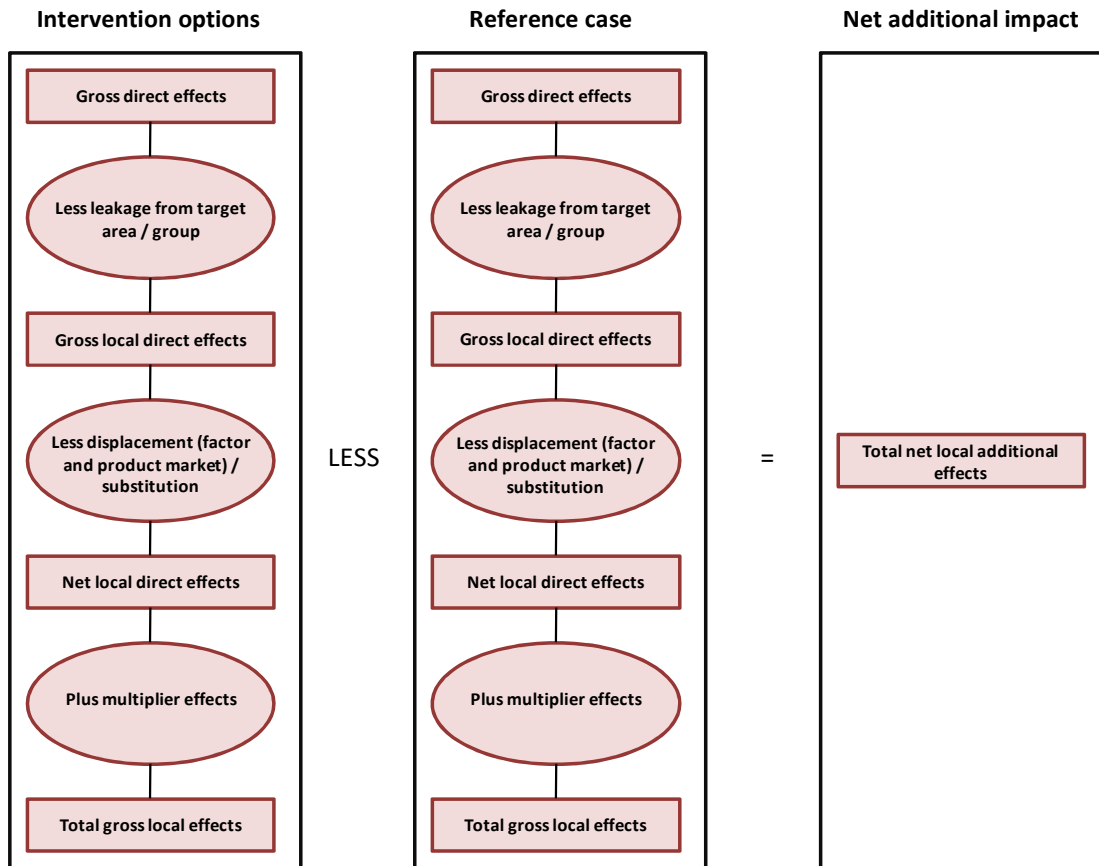 Intervention options
Gross direct effects
Less leakage from target
area / group
Gross local direct effects
Less displacement (factor
and product market) /
substitution
Net local direct effects
Plus multiplier effects
Total gross local effects
LESS
Reference case
Gross direct effects
Less leakage from target
area / group
Gross local direct effects
Less displacement (factor
and product market) /
substitution
Net local direct effects
Plus multiplier effects
Total gross local effects
=
Net additional impact
Total net local additional
effects